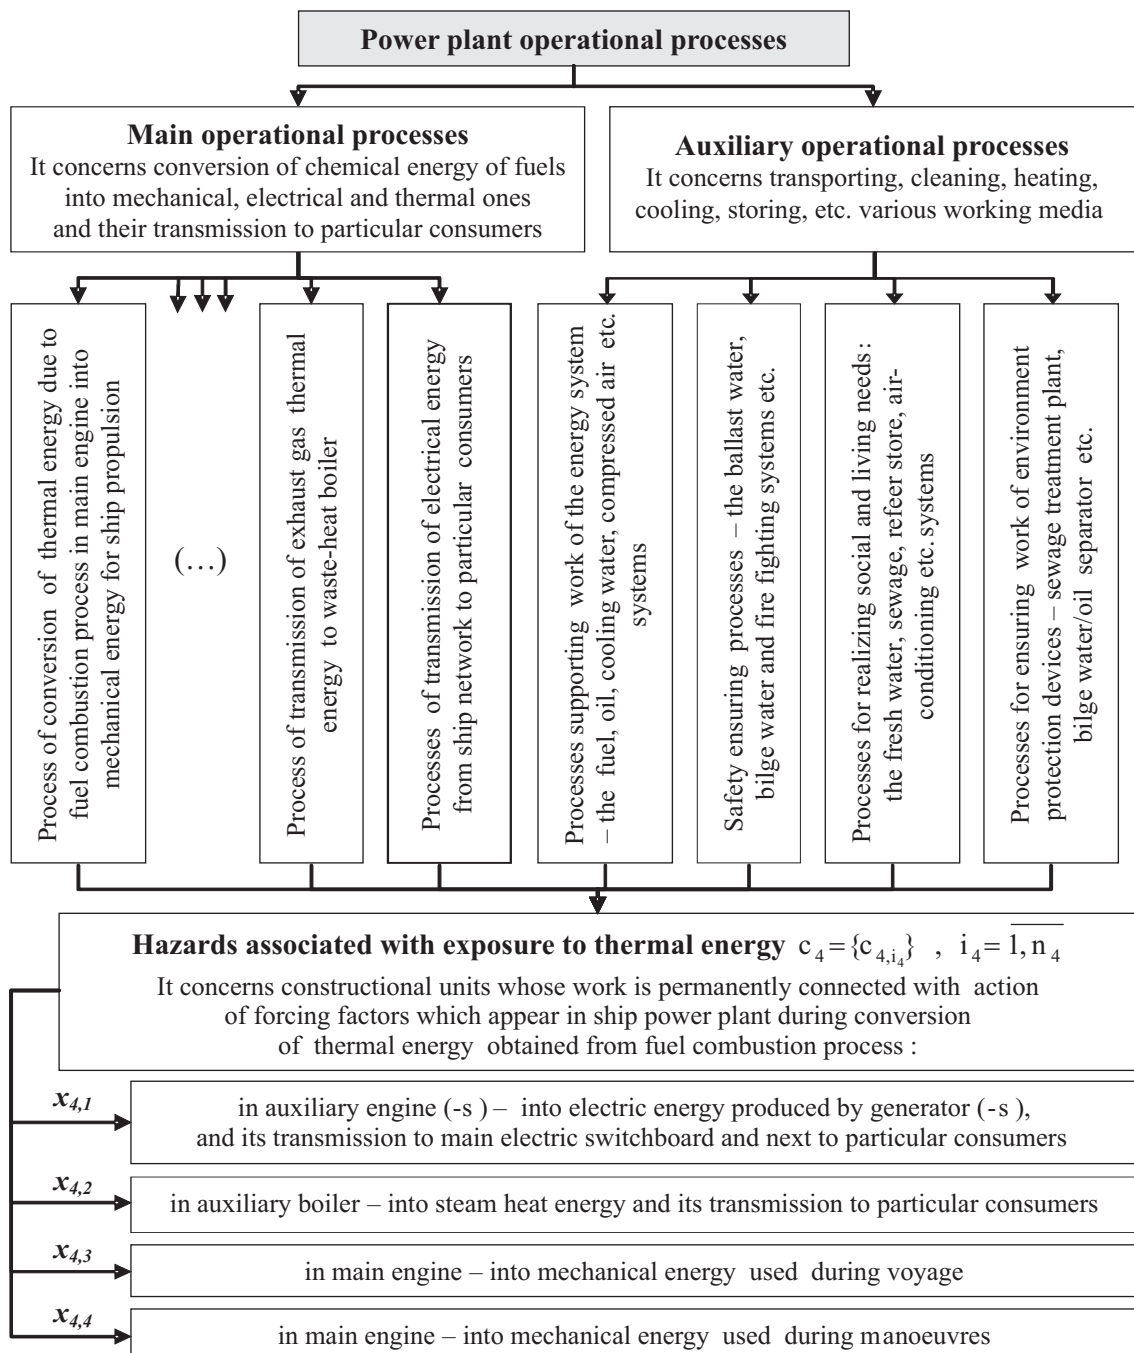 Power plant operational processes
Main operational processes
It concerns conversion of chemical energy of fuels
into mechanical, electrical and thermal ones
and their transmission to particular consumers
Auxiliary operational processes
It concerns transporting, cleaning, heating,
cooling, storing, etc. various working media
Process of conversion of thermal energy due to
fuel combustion process in main engine into
mechanical energy for ship propulsion
(…)
Process of transmission of exhaust gas thermal
energy to waste-heat boiler
Processes of transmission of electrical energy
from ship network to particular consumers
Processes supporting work of the energy system
– the fuel, oil, cooling water, compressed air etc.
systems
Safety ensuring processes – the ballast water,
bilge water and fire fighting systems etc.
Processes for realizing social and living needs :
the fresh water, sewage, refer store, air-
conditioning etc. systems
Processes for ensuring work of environment
protection devices – sewage treatment plant,
bilge water/oil separator etc.
Hazards associated with exposure to thermal energy c₄={c₄,ᵢ₄} , i₄=1,n₄
It concerns constructional units whose work is permanently connected with action
of forcing factors which appear in ship power plant during conversion
of thermal energy obtained from fuel combustion process :
x4,1
in auxiliary engine (-s ) – into electric energy produced by generator (-s ),
and its transmission to main electric switchboard and next to particular consumers
x4,2
in auxiliary boiler – into steam heat energy and its transmission to particular consumers
x4,3
in main engine – into mechanical energy used during voyage
x4,4
in main engine – into mechanical energy used during manoeuvres